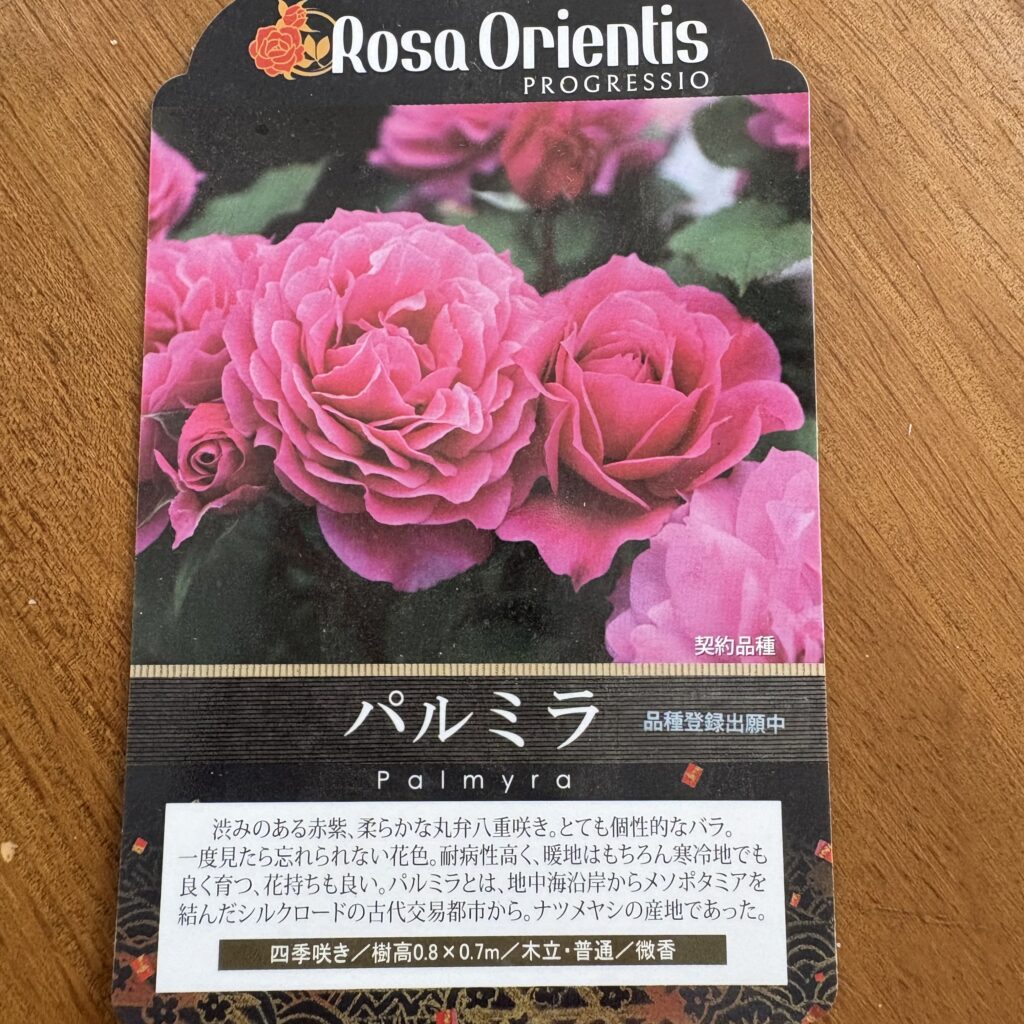 Rosa Orientis
PROGRESSIO
契約品種
パルミラ
品種登録出願中
Palmyra
渋みのある赤紫、柔らかな丸弁八重咲き。とても個性的なバラ。
一度見たら忘れられない花色。耐病性高く、暖地はもちろん寒冷地でも
良く育つ、花持ちも良い。パルミラとは、地中海沿岸からメソポタミアを
結んだシルクロードの古代交易都市から。ナツメヤシの産地であった。
四季咲き／樹高0.8×0.7m／木立・普通／微香